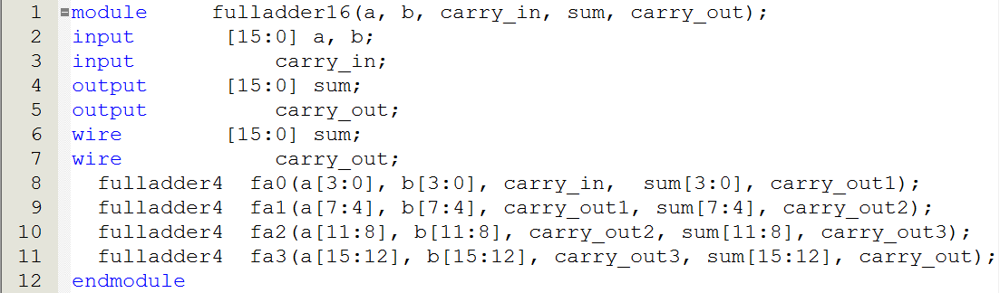 1 module     fulladder16(a, b, carry_in, sum, carry_out);
2 input       [15:0] a, b;
3 input           carry_in;
4 output      [15:0] sum;
5 output          carry_out;
6 wire        [15:0] sum;
7 wire            carry_out;
8   fulladder4  fa0(a[3:0], b[3:0], carry_in,  sum[3:0], carry_out1);
9   fulladder4  fa1(a[7:4], b[7:4], carry_out1, sum[7:4], carry_out2);
10   fulladder4  fa2(a[11:8], b[11:8], carry_out2, sum[11:8], carry_out3);
11   fulladder4  fa3(a[15:12], b[15:12], carry_out3, sum[15:12], carry_out);
12 endmodule